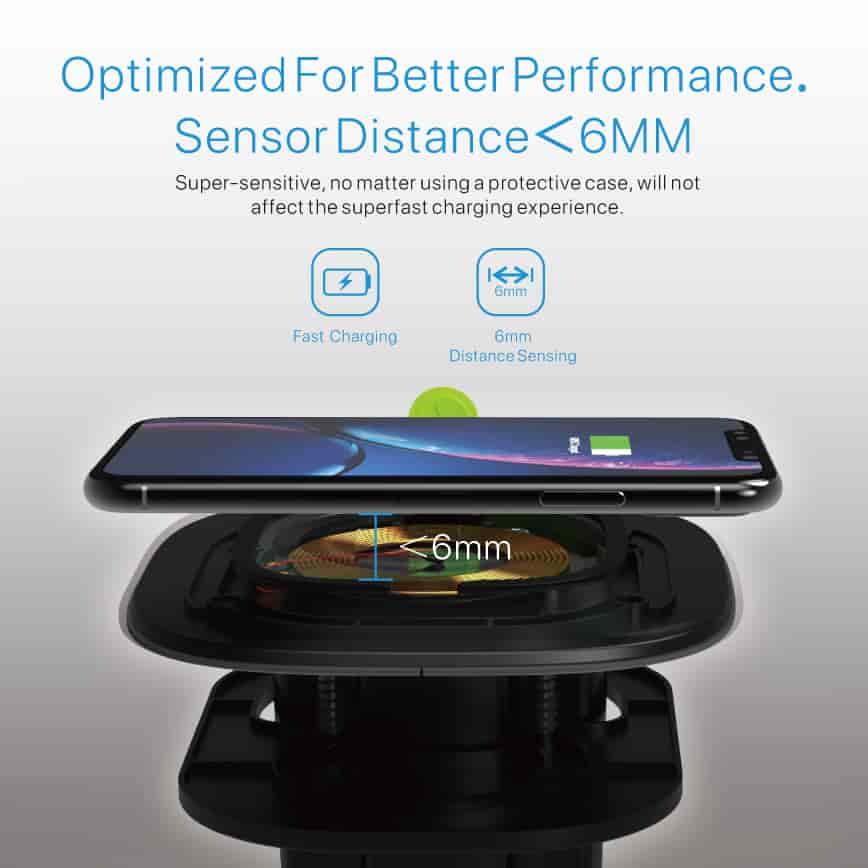 Optimized For Better Performance.
Sensor Distance<6MM
Super-sensitive, no matter using a protective case, will not
affect the superfast charging experience.
6mm
Fast Charging
6mm
Distance Sensing
<6mm